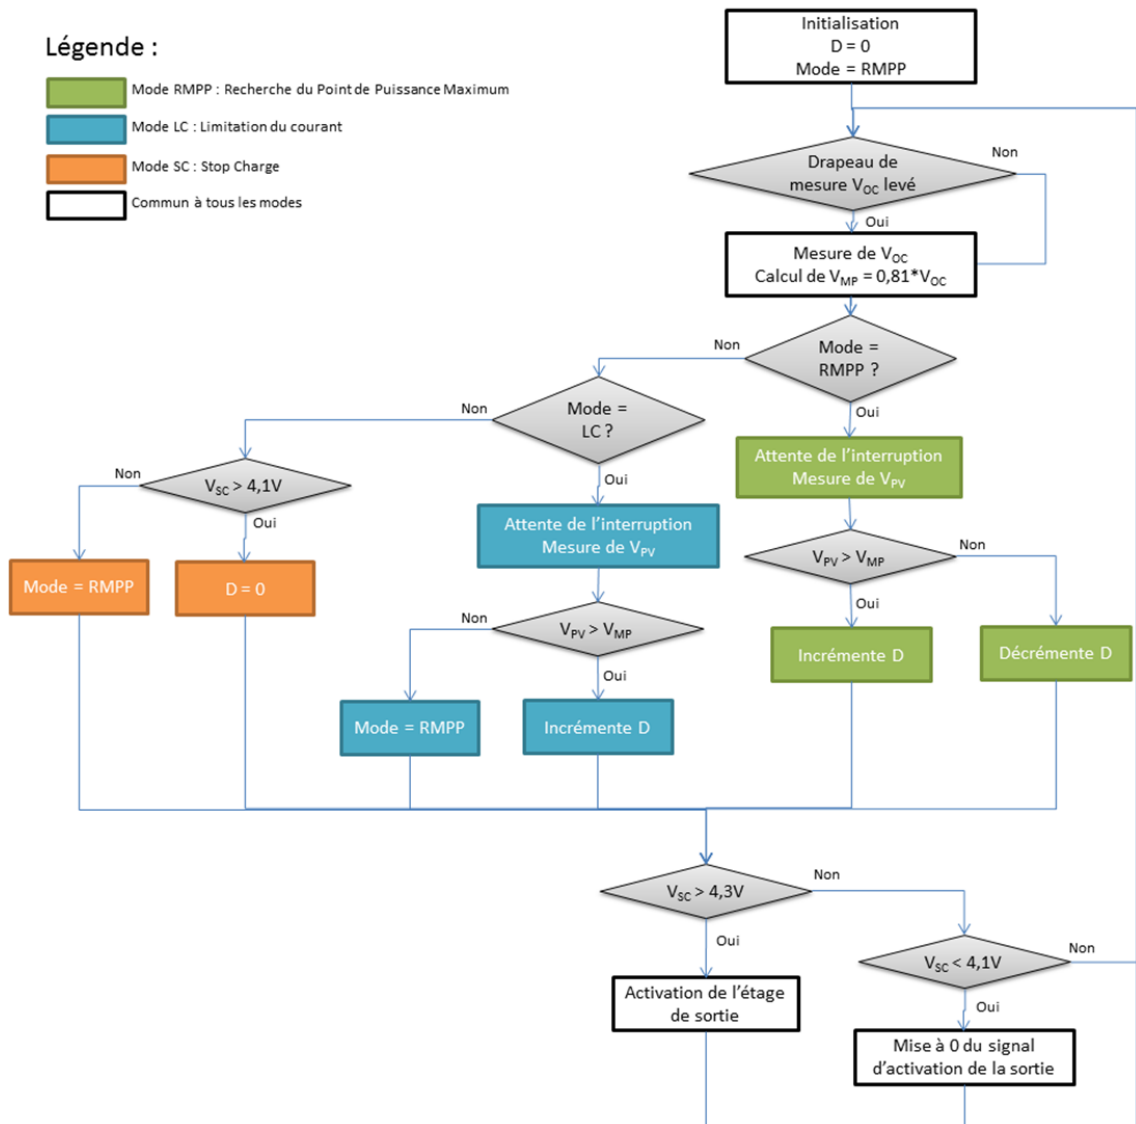 Légende :
Mode RMPP : Recherche du Point de Puissance Maximum
Mode LC : Limitation du courant
Mode SC : Stop Charge
Commun à tous les modes
Initialisation
D = 0
Mode = RMPP
Drapeau de
mesure V_OC levé
Non
Oui
Mesure de V_OC
Calcul de V_MP = 0,81*V_OC
Mode =
RMPP ?
Non
Oui
Mode =
LC ?
Non
Oui
Attente de l'interruption
Mesure de V_PV
V_SC > 4,1V
Non
Oui
Attente de l'interruption
Mesure de V_PV
V_PV > V_MP
Non
Oui
Mode = RMPP
D = 0
V_PV > V_MP
Non
Oui
Incrémente D
Décrémente D
Mode = RMPP
Incrémente D
V_SC > 4,3V
Non
Oui
V_SC < 4,1V
Non
Oui
Activation de l'étage
de sortie
Mise à 0 du signal
d'activation de la sortie